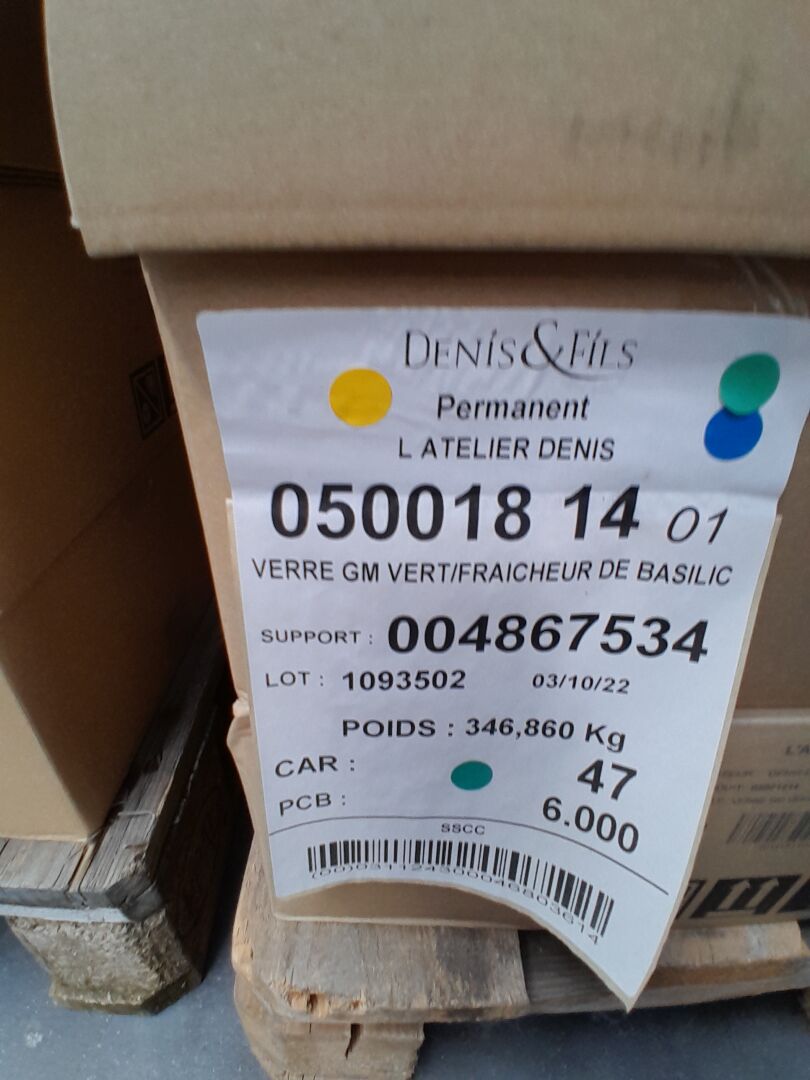 DENIS&FILS
Permanent
L ATELIER DENIS
050018 14 01
VERRE GM VERT/FRAICHEUR DE BASILIC
SUPPORT : 004867534
LOT : 1093502 03/10/22
POIDS : 346,860 Kg
CAR : 47
PCB : 6.000
SSCC